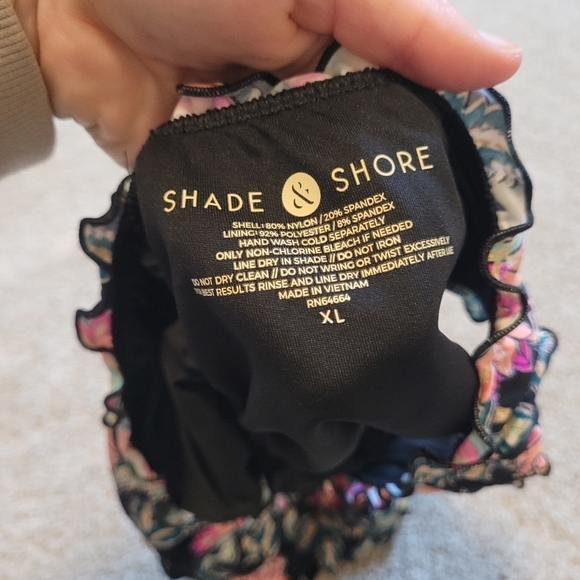 SHADE & SHORE
SHELL: 80% NYLON / 20% SPANDEX
LINING: 92% POLYESTER / 8% SPANDEX
HAND WASH COLD SEPARATELY
ONLY NON-CHLORINE BLEACH IF NEEDED
LINE DRY IN SHADE // DO NOT IRON
DO NOT DRY CLEAN // DO NOT WRING OR TWIST EXCESSIVELY
BEST RESULTS RINSE AND LINE DRY IMMEDIATELY AFTER USE
MADE IN VIETNAM
RN64664
XL